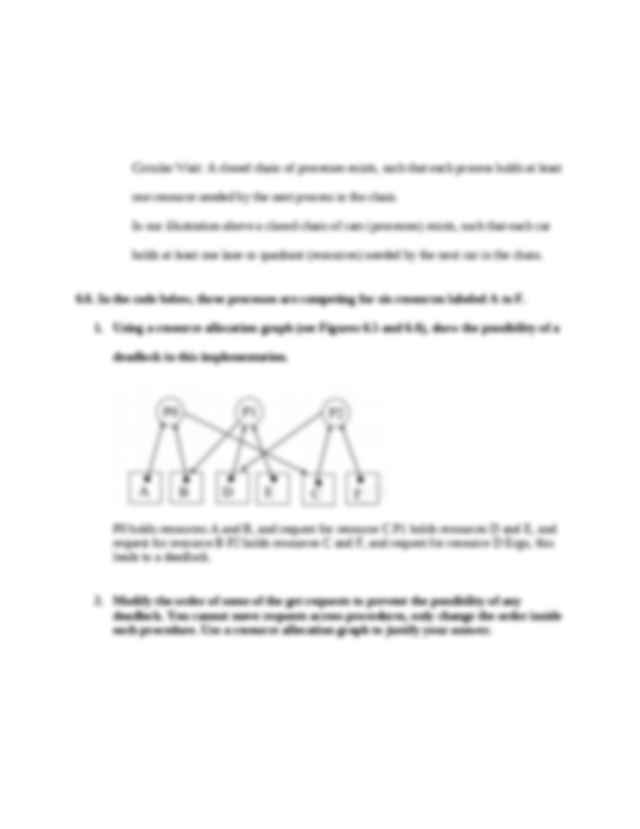 Circular Wait: A closed chain of processes exists, such that each process holds at least
one resource needed by the next process in the chain.
In our illustration above a closed chain of cars (processes) exists, such that each car
holds at least one lane or quadrant (resources) needed by the next car in the chain.
6.6. In the code below, three processes are competing for six resources labeled A to F.
1. Using a resource allocation graph (see Figures 6.5 and 6.6), show the possibility of a
deadlock in this implementation.
P0 P1 P2
A B D E C F
P0 holds resources A and B, and request for resource C P1 holds resources D and E, and
request for resource B P2 holds resources C and F, and request for resource D Ergo, this
leads to a deadlock.
2. Modify the order of some of the get requests to prevent the possibility of any
deadlock. You cannot move requests across procedures, only change the order inside
each procedure. Use a resource allocation graph to justify your answer.